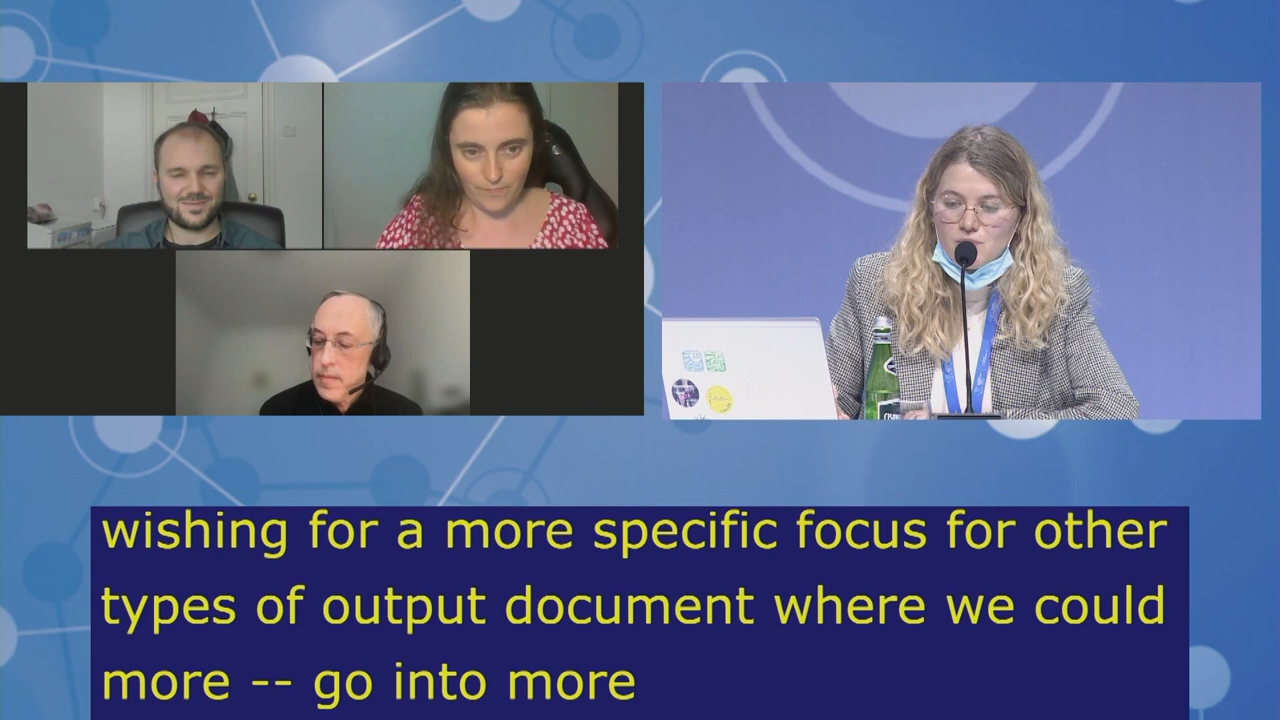 wishing for a more specific focus for other
types of output document where we could
more -- go into more